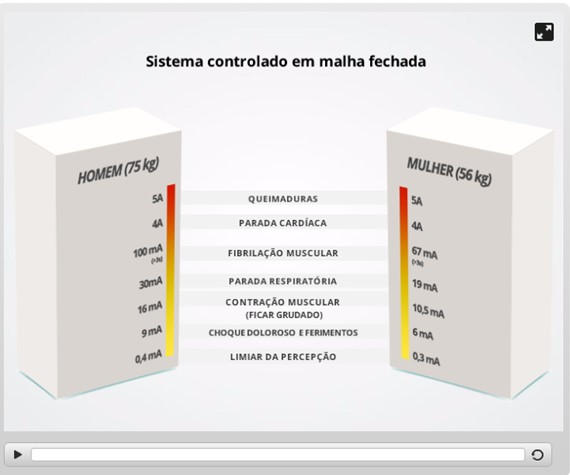 Sistema controlado em malha fechada
HOMEM (75 kg)
5A
4A
100 mA
(>3s)
30mA
16 mA
9 mA
0,4 mA
QUEIMADURAS
PARADA CARDÍACA
FIBRILAÇÃO MUSCULAR
PARADA RESPIRATÓRIA
CONTRAÇÃO MUSCULAR
(FICAR GRUDADO)
CHOQUE DOLOROSO E FERIMENTOS
LIMIAR DA PERCEPÇÃO
MULHER (56 kg)
5A
4A
67 mA
(>3s)
19 mA
10,5 mA
6 mA
0,3 mA